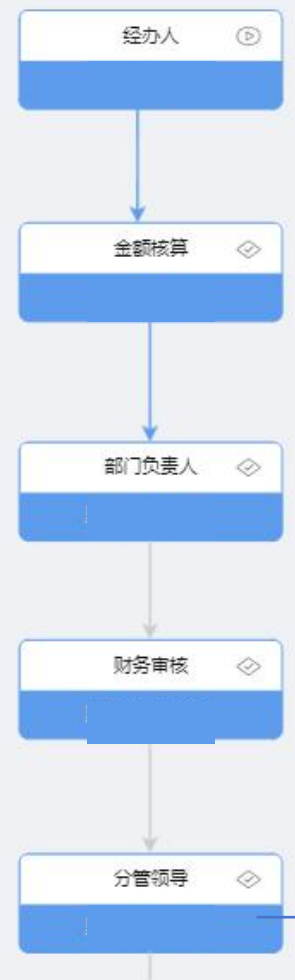 经办人
金额核算
部门负责人
财务审核
分管领导